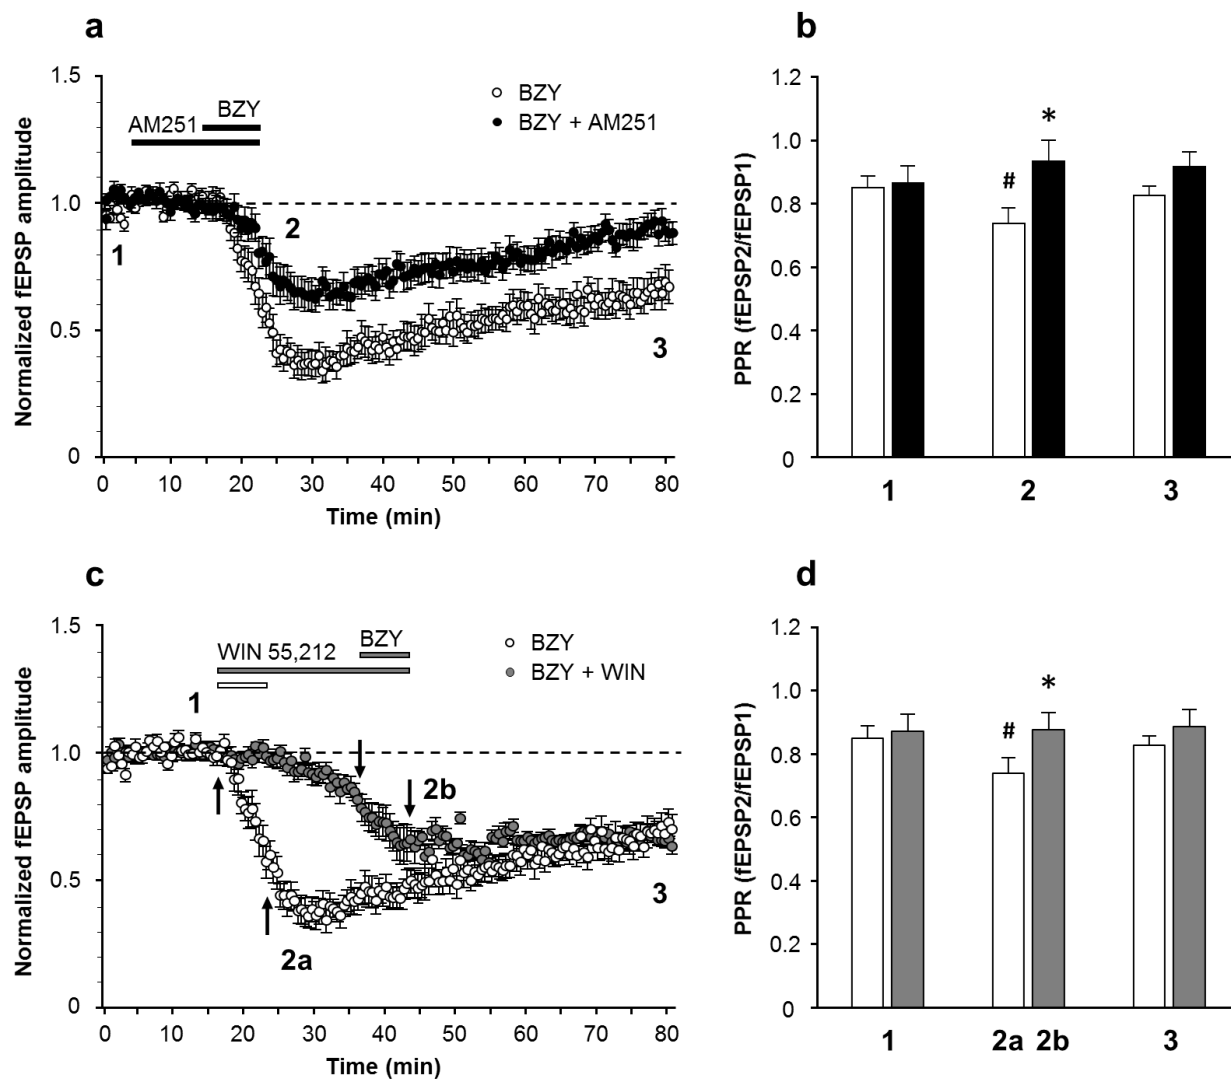 a
Normalized fEPSP amplitude
1.5
1.0
0.5
0
AM251
BZY
BZY
BZY + AM251
1
2
3
0 10 20 30 40 50 60 70 80
Time (min)
b
PPR (fEPSP2/fEPSP1)
1.2
1.0
0.8
0.6
0.4
0.2
0
#
*
1 2 3
c
Normalized fEPSP amplitude
1.5
1.0
0.5
0
WIN 55,212
BZY
BZY
BZY + WIN
1
2b
2a
3
0 10 20 30 40 50 60 70 80
Time (min)
d
PPR (fEPSP2/fEPSP1)
1.2
1.0
0.8
0.6
0.4
0.2
0
#
*
1 2a 2b 3